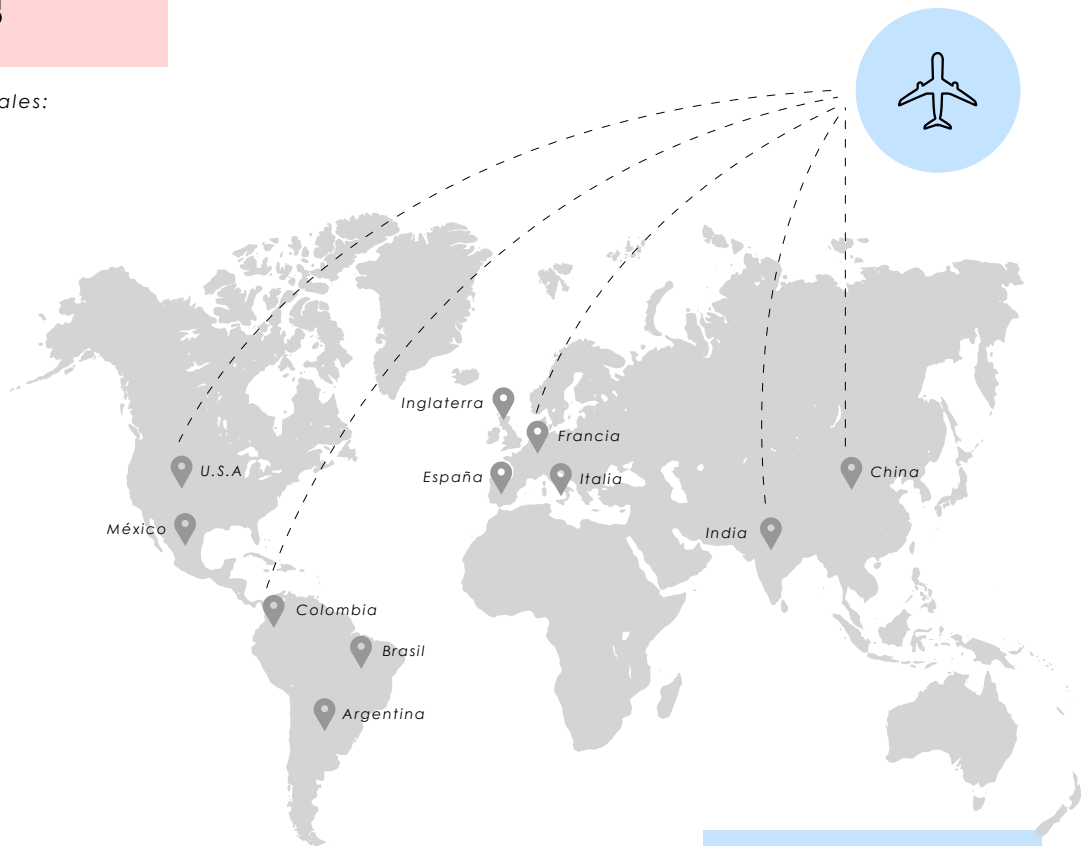 ales:
Inglaterra
Francia
U.S.A
España
Italia
China
México
India
Colombia
Brasil
Argentina